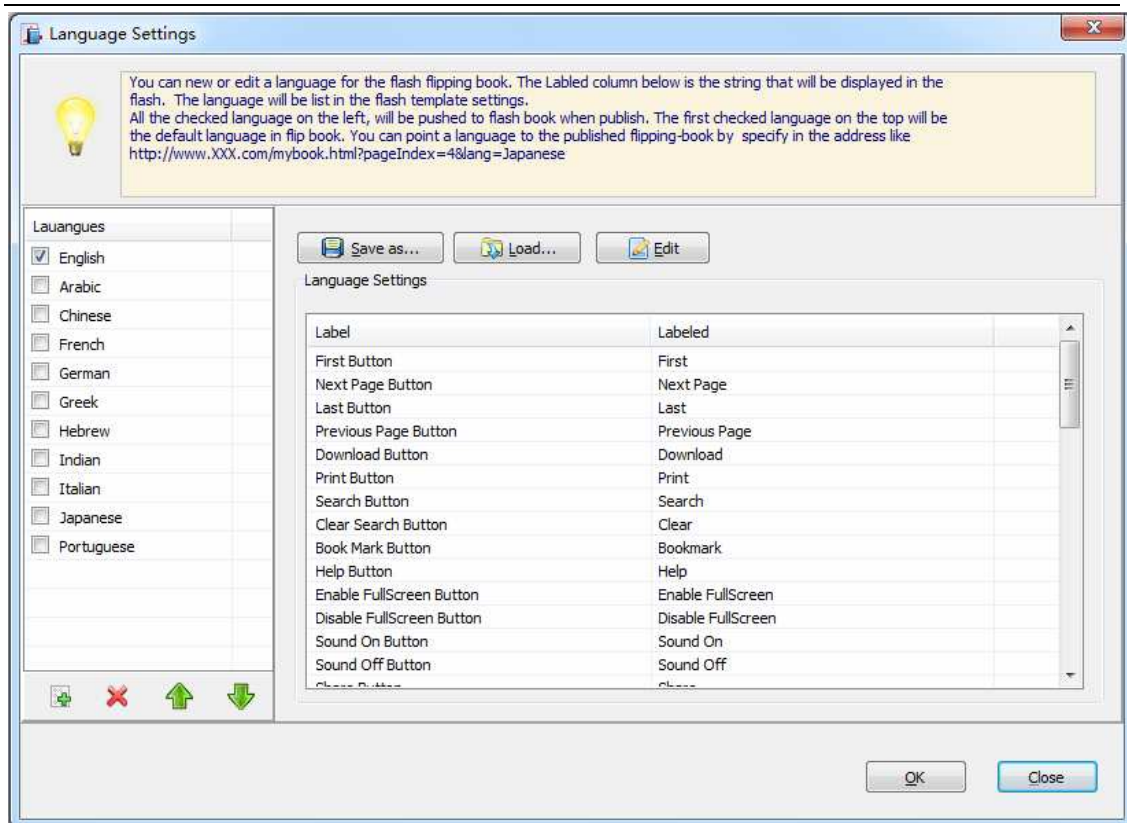 Language Settings
You can new or edit a language for the flash flipping book. The Labled column below is the string that will be displayed in the
flash. The language will be list in the flash template settings.
All the checked language on the left, will be pushed to flash book when publish. The first checked language on the top will be
the default language in flip book. You can point a language to the published flipping-book by specify in the address like
http://www.XXX.com/mybook.html?pageIndex=4&lang=Japanese
Lauangues
English
Arabic
Chinese
French
German
Greek
Hebrew
Indian
Italian
Japanese
Portuguese
Save as... Load... Edit
Language Settings
Label Labeled
First Button First
Next Page Button Next Page
Last Button Last
Previous Page Button Previous Page
Download Button Download
Print Button Print
Search Button Search
Clear Search Button Clear
Book Mark Button Bookmark
Help Button Help
Enable FullScreen Button Enable FullScreen
Disable FullScreen Button Disable FullScreen
Sound On Button Sound On
Sound Off Button Sound Off
Share Button Share
OK Close